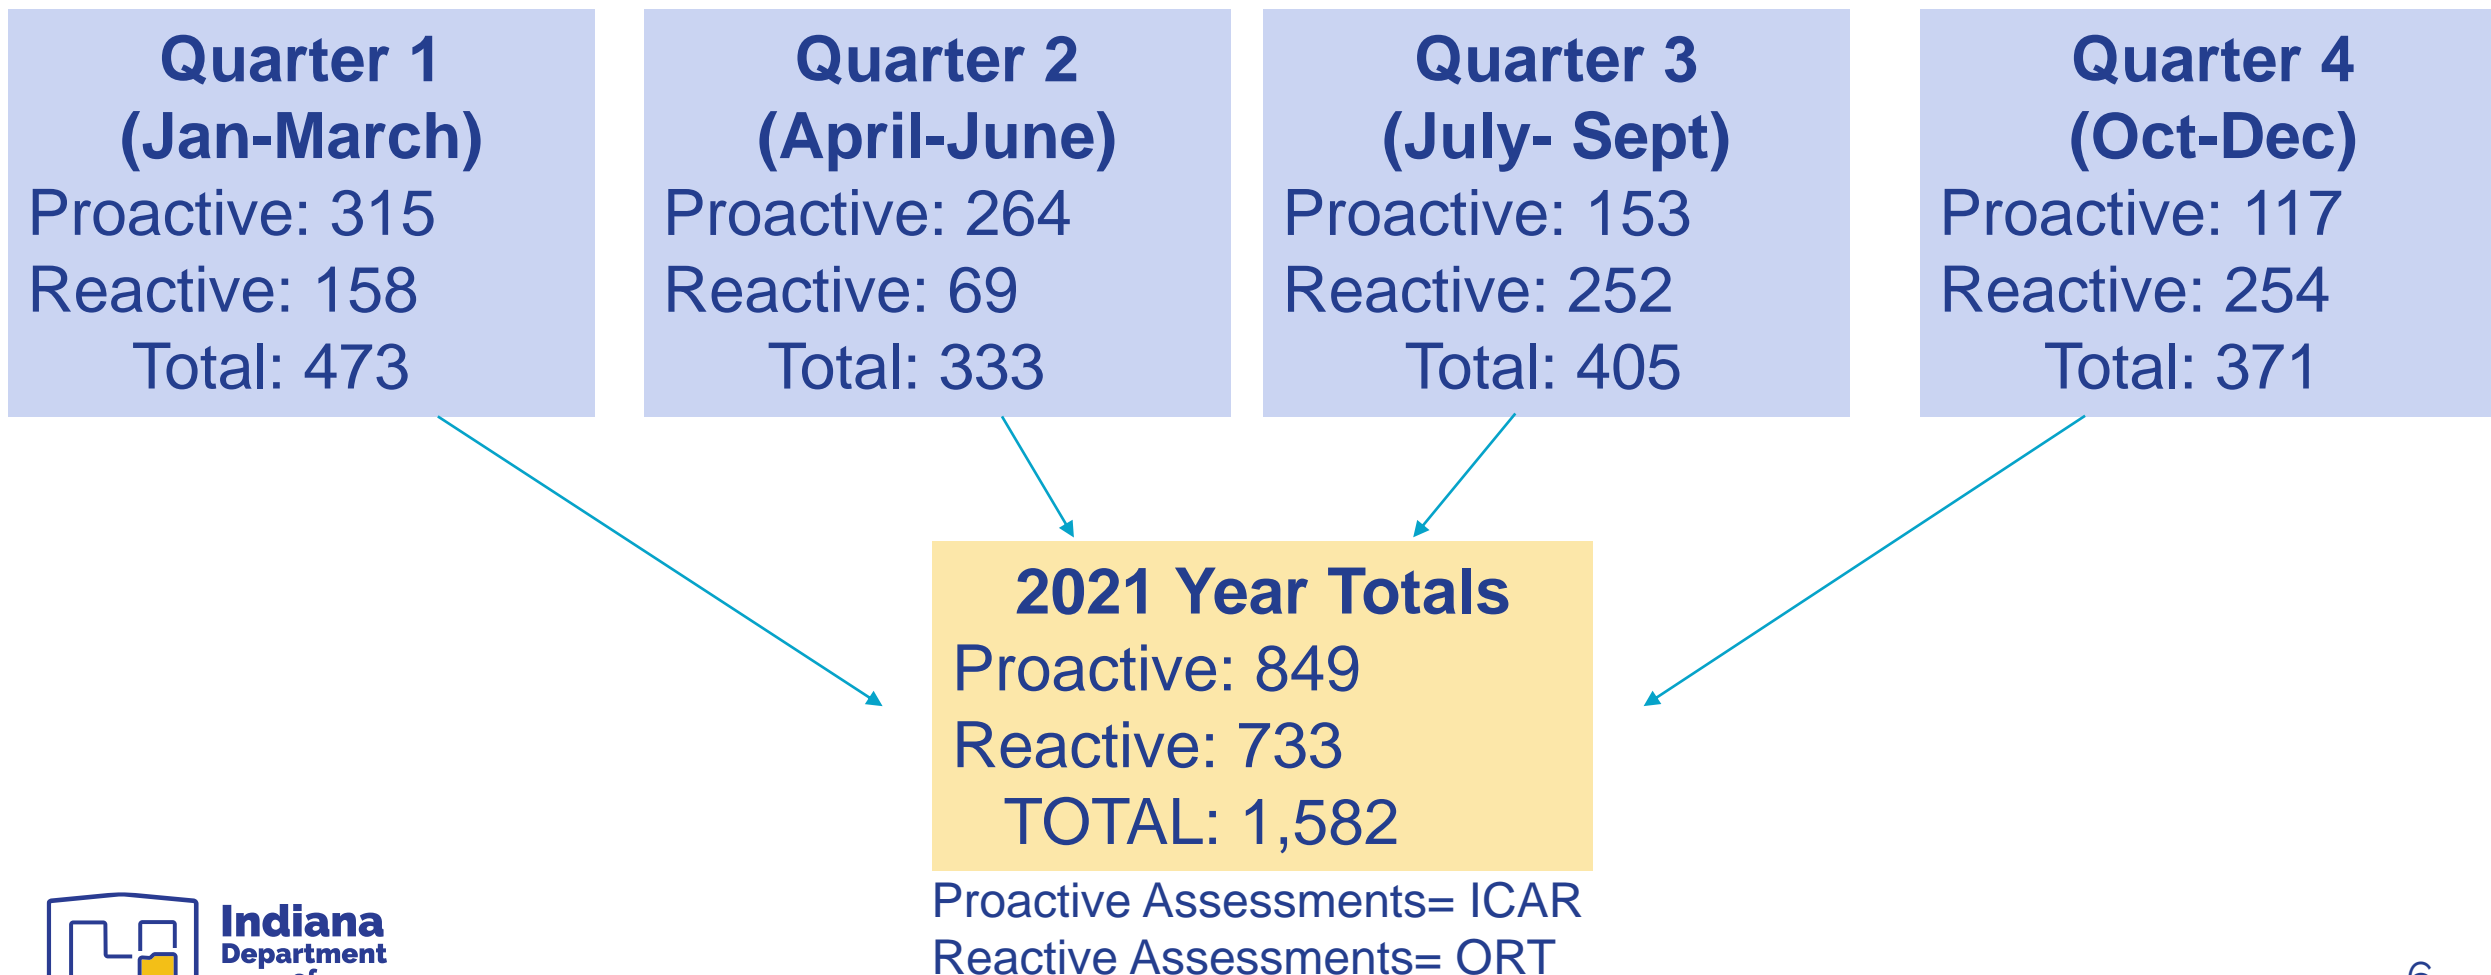 Quarter 1
(Jan-March)
Proactive: 315
Reactive: 158
Total: 473
Quarter 2
(April-June)
Proactive: 264
Reactive: 69
Total: 333
Quarter 3
(July- Sept)
Proactive: 153
Reactive: 252
Total: 405
Quarter 4
(Oct-Dec)
Proactive: 117
Reactive: 254
Total: 371
2021 Year Totals
Proactive: 849
Reactive: 733
TOTAL: 1,582
Proactive Assessments= ICAR
Reactive Assessments= ORT
Indiana
Department
of
6